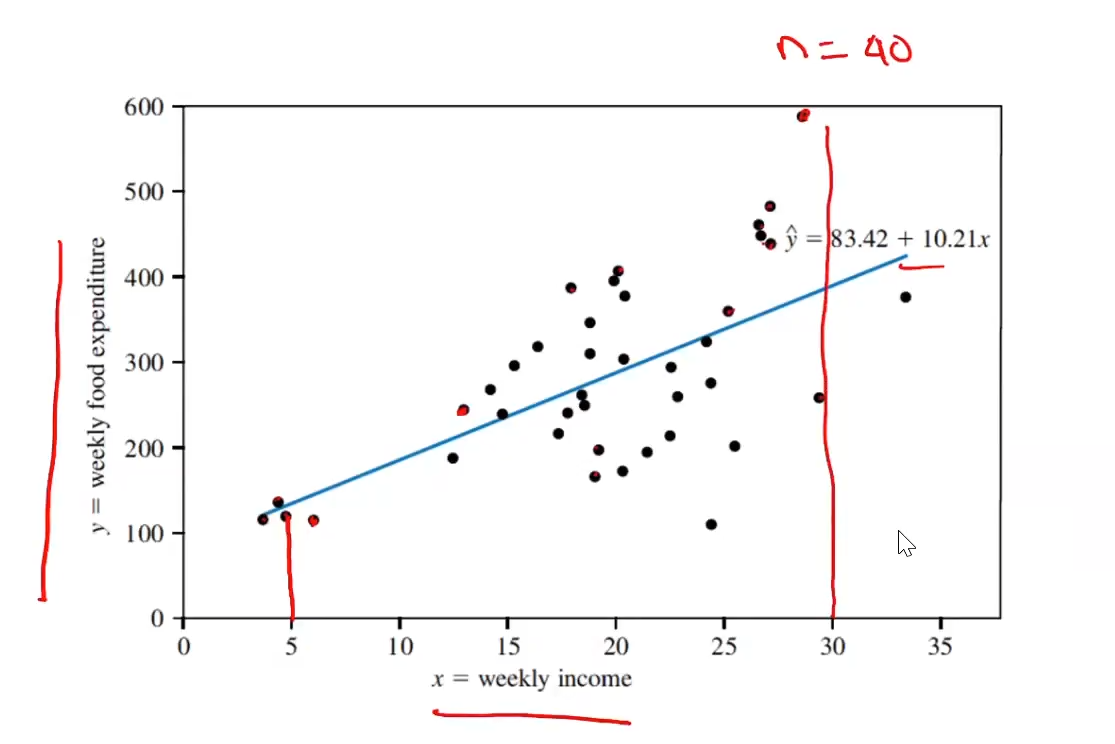 n = 40
600
500
400
300
200
100
0
y = weekly food expenditure
ŷ = 83.42 + 10.21x
0 5 10 15 20 25 30 35
x = weekly income